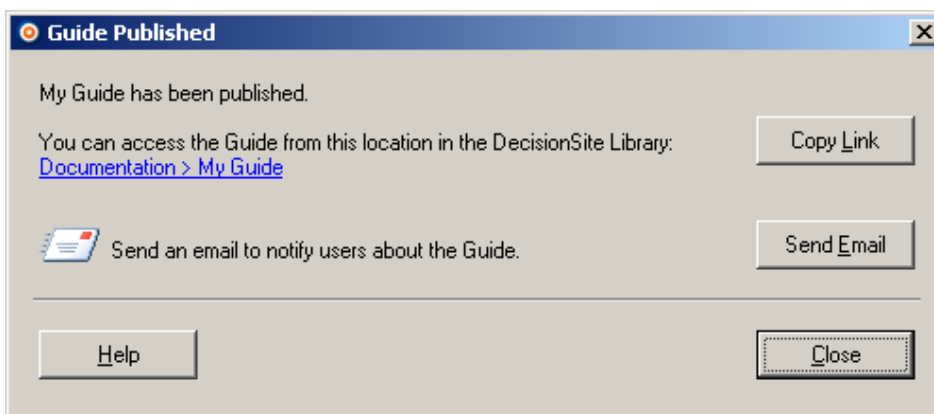 Guide Published
My Guide has been published.
You can access the Guide from this location in the DecisionSite Library:
Documentation > My Guide
Copy Link
Send an email to notify users about the Guide.
Send Email
Help
Close